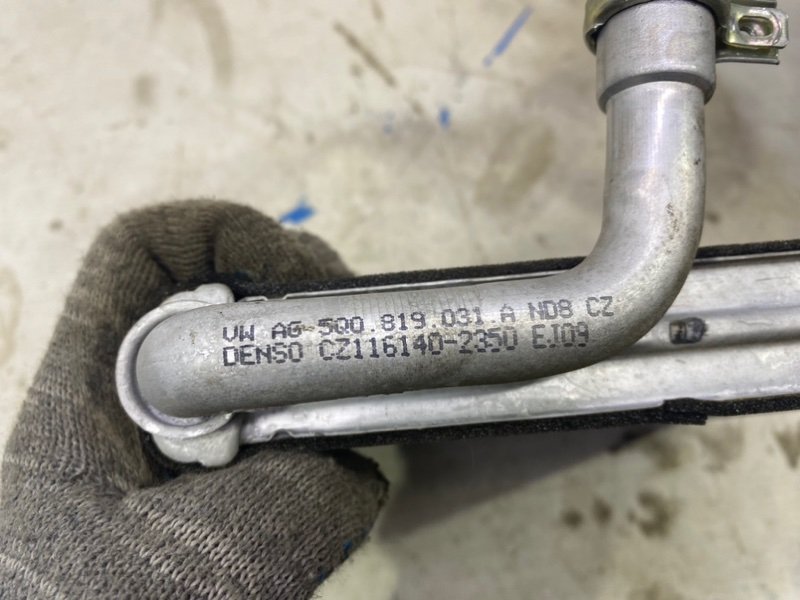 VW AG-5Q0.819.031.A ND8 CZ
DENSO CZ116140-2350 EJ09